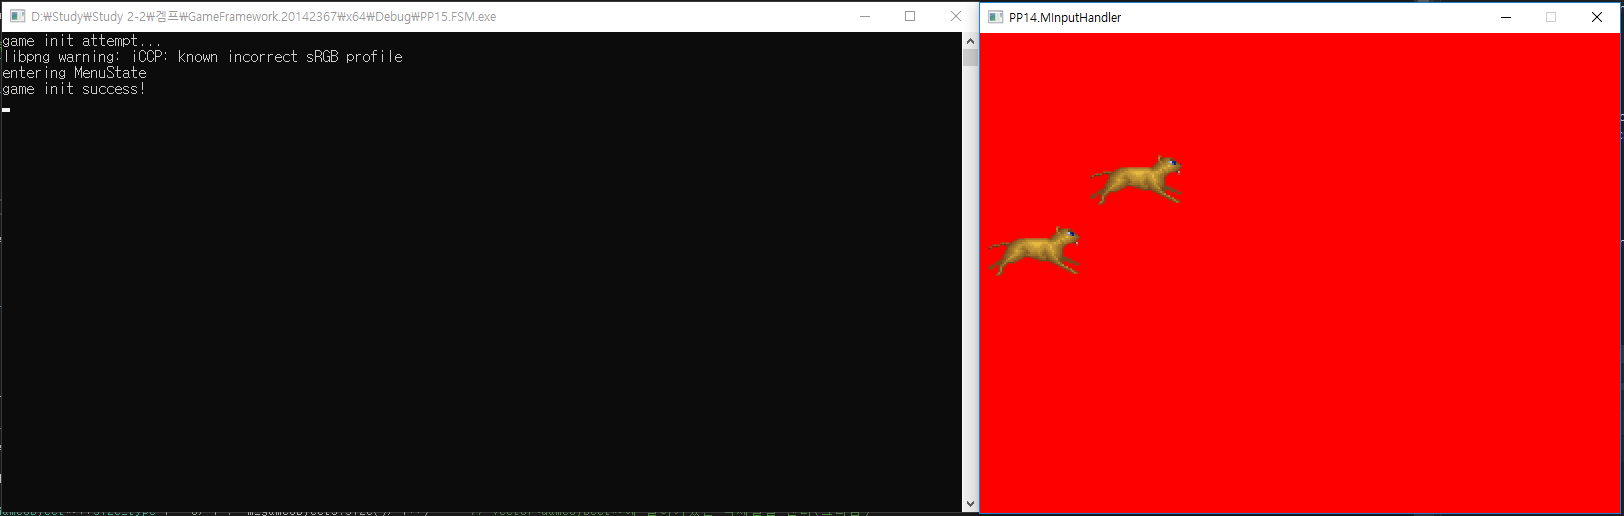 D:₩Study₩Study 2-2₩겜프₩GameFramework.20142367₩x64₩Debug₩PP15.FSM.exe
game init attempt...
libpng warning: iCCP: known incorrect sRGB profile
entering MenuState
game init success!
PP14.MInputHandler